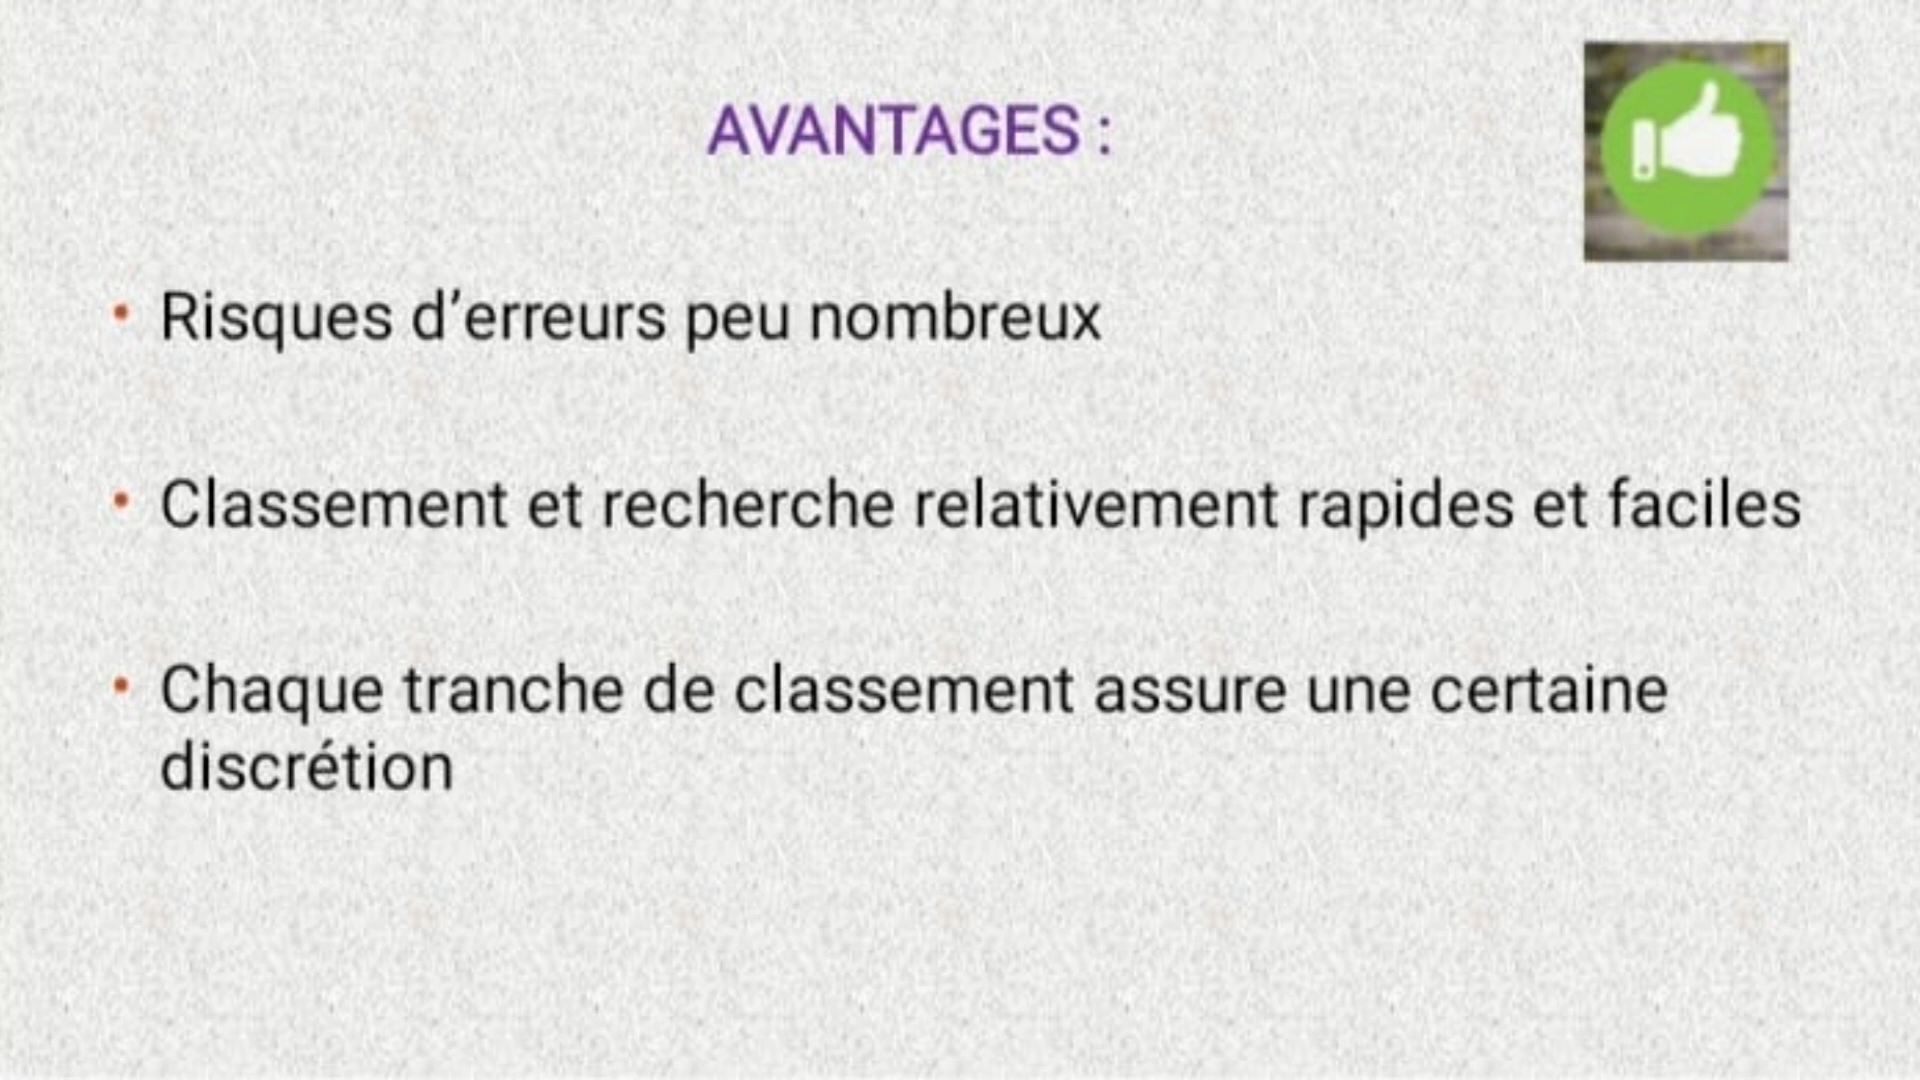 AVANTAGES :
• Risques d’erreurs peu nombreux
• Classement et recherche relativement rapides et faciles
• Chaque tranche de classement assure une certaine
discrétion